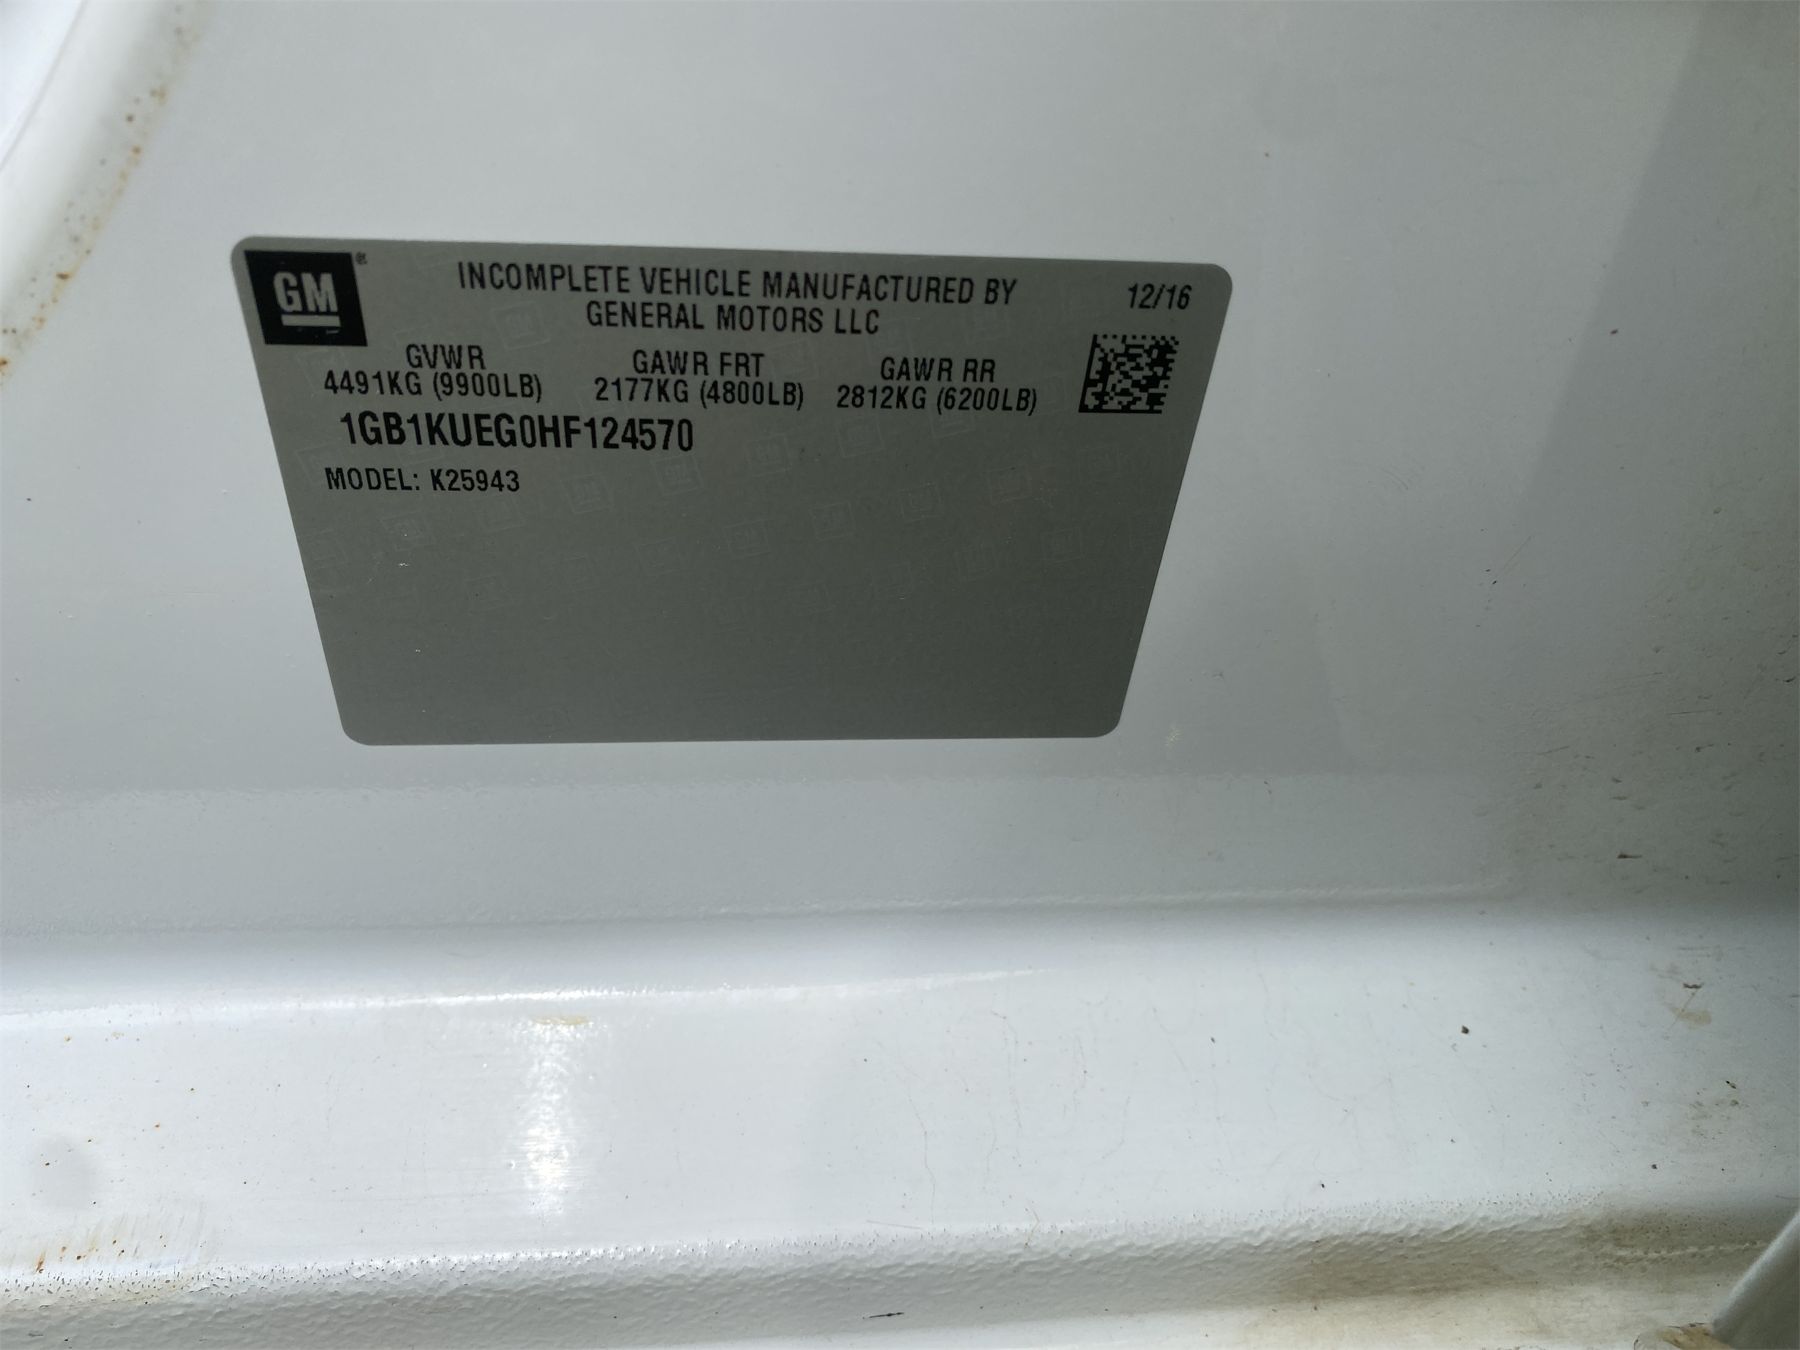 GM ®
INCOMPLETE VEHICLE MANUFACTURED BY
GENERAL MOTORS LLC
12/16
GVWR
4491KG (9900LB)
GAWR FRT
2177KG (4800LB)
GAWR RR
2812KG (6200LB)
1GB1KUEG0HF124570
MODEL: K25943